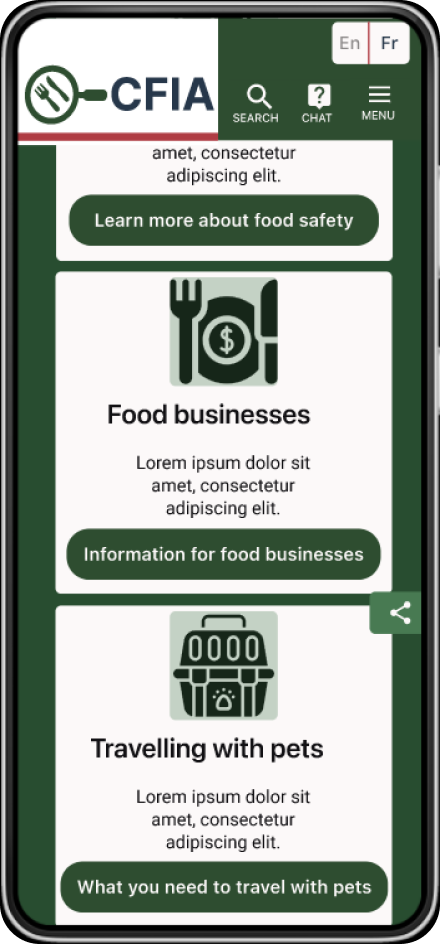 En
Fr
CFIA
SEARCH
CHAT
MENU
amet, consectetur
adipiscing elit.
Learn more about food safety
$
Food businesses
Lorem ipsum dolor sit
amet, consectetur
adipiscing elit.
Information for food businesses
Travelling with pets
Lorem ipsum dolor sit
amet, consectetur
adipiscing elit.
What you need to travel with pets